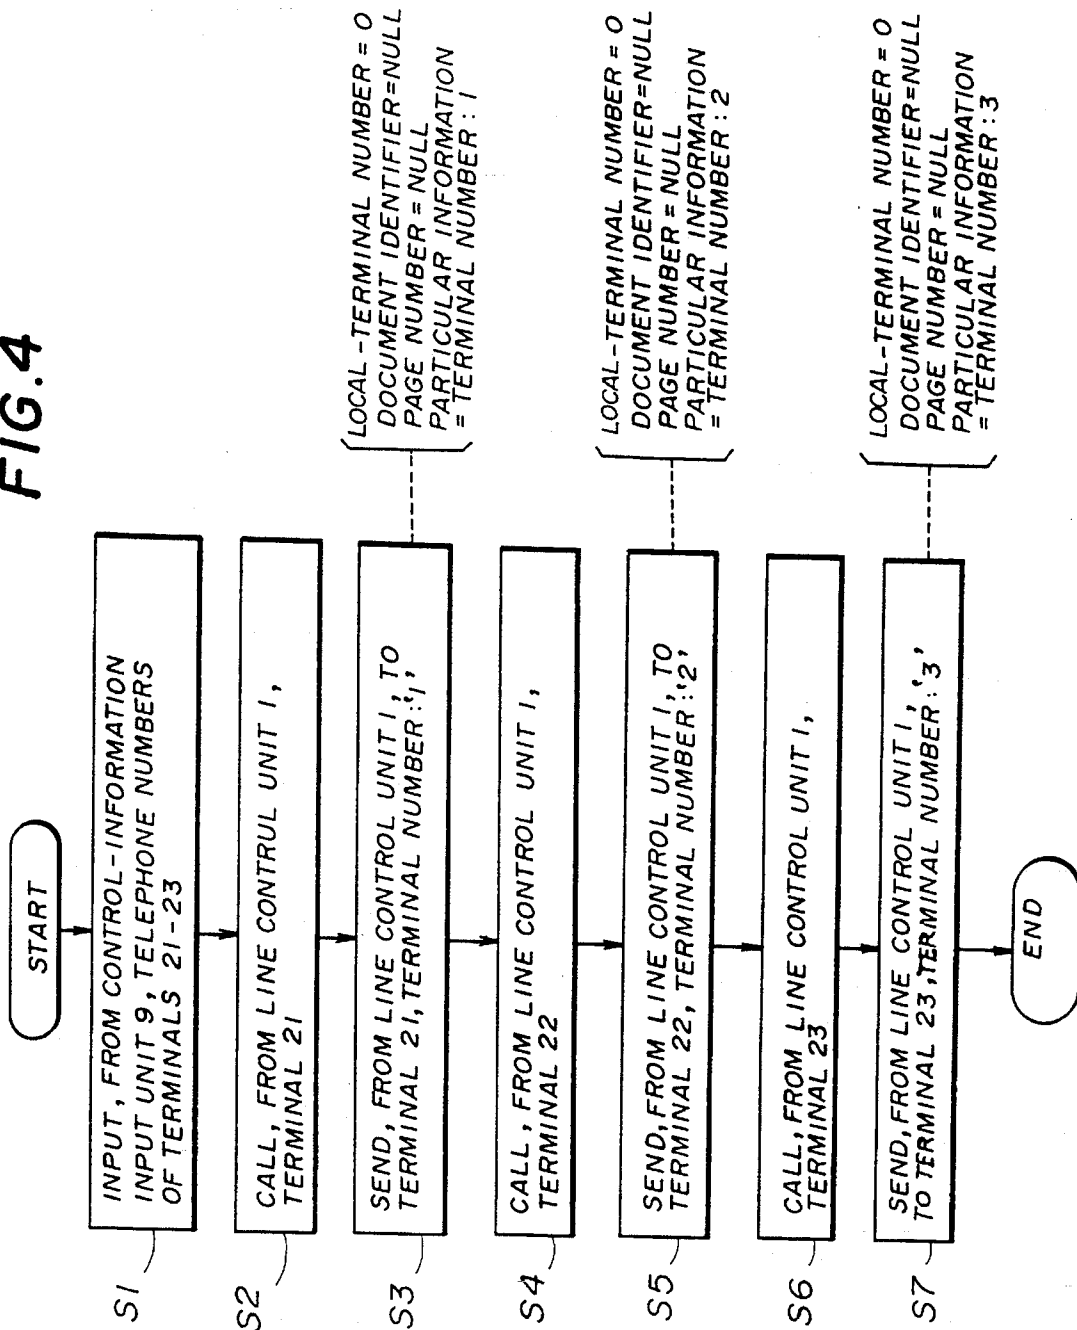 FIG.4
START
S1
INPUT, FROM CONTROL-INFORMATION
INPUT UNIT 9, TELEPHONE NUMBERS
OF TERMINALS 21-23
S2
CALL, FROM LINE CONTRUL UNIT 1,
TERMINAL 21
S3
SEND, FROM LINE CONTROL UNIT 1, TO
TERMINAL 21, TERMINAL NUMBER:'1',
LOCAL-TERMINAL NUMBER = 0
DOCUMENT IDENTIFIER=NULL
PAGE NUMBER = NULL
PARTICULAR INFORMATION
= TERMINAL NUMBER : 1
S4
CALL, FROM LINE CONTROL UNIT 1,
TERMINAL 22
S5
SEND, FROM LINE CONTROL UNIT 1, TO
TERMINAL 22, TERMINAL NUMBER:'2',
LOCAL-TERMINAL NUMBER = 0
DOCUMENT IDENTIFIER=NULL
PAGE NUMBER = NULL
PARTICULAR INFORMATION
= TERMINAL NUMBER : 2
S6
CALL, FROM LINE CONTROL UNIT 1,
TERMINAL 23
S7
SEND, FROM LINE CONTROL UNIT 1,
TO TERMINAL 23, TERMINAL NUMBER:'3',
LOCAL-TERMINAL NUMBER = 0
DOCUMENT IDENTIFIER=NULL
PAGE NUMBER = NULL
PARTICULAR INFORMATION
= TERMINAL NUMBER : 3
END